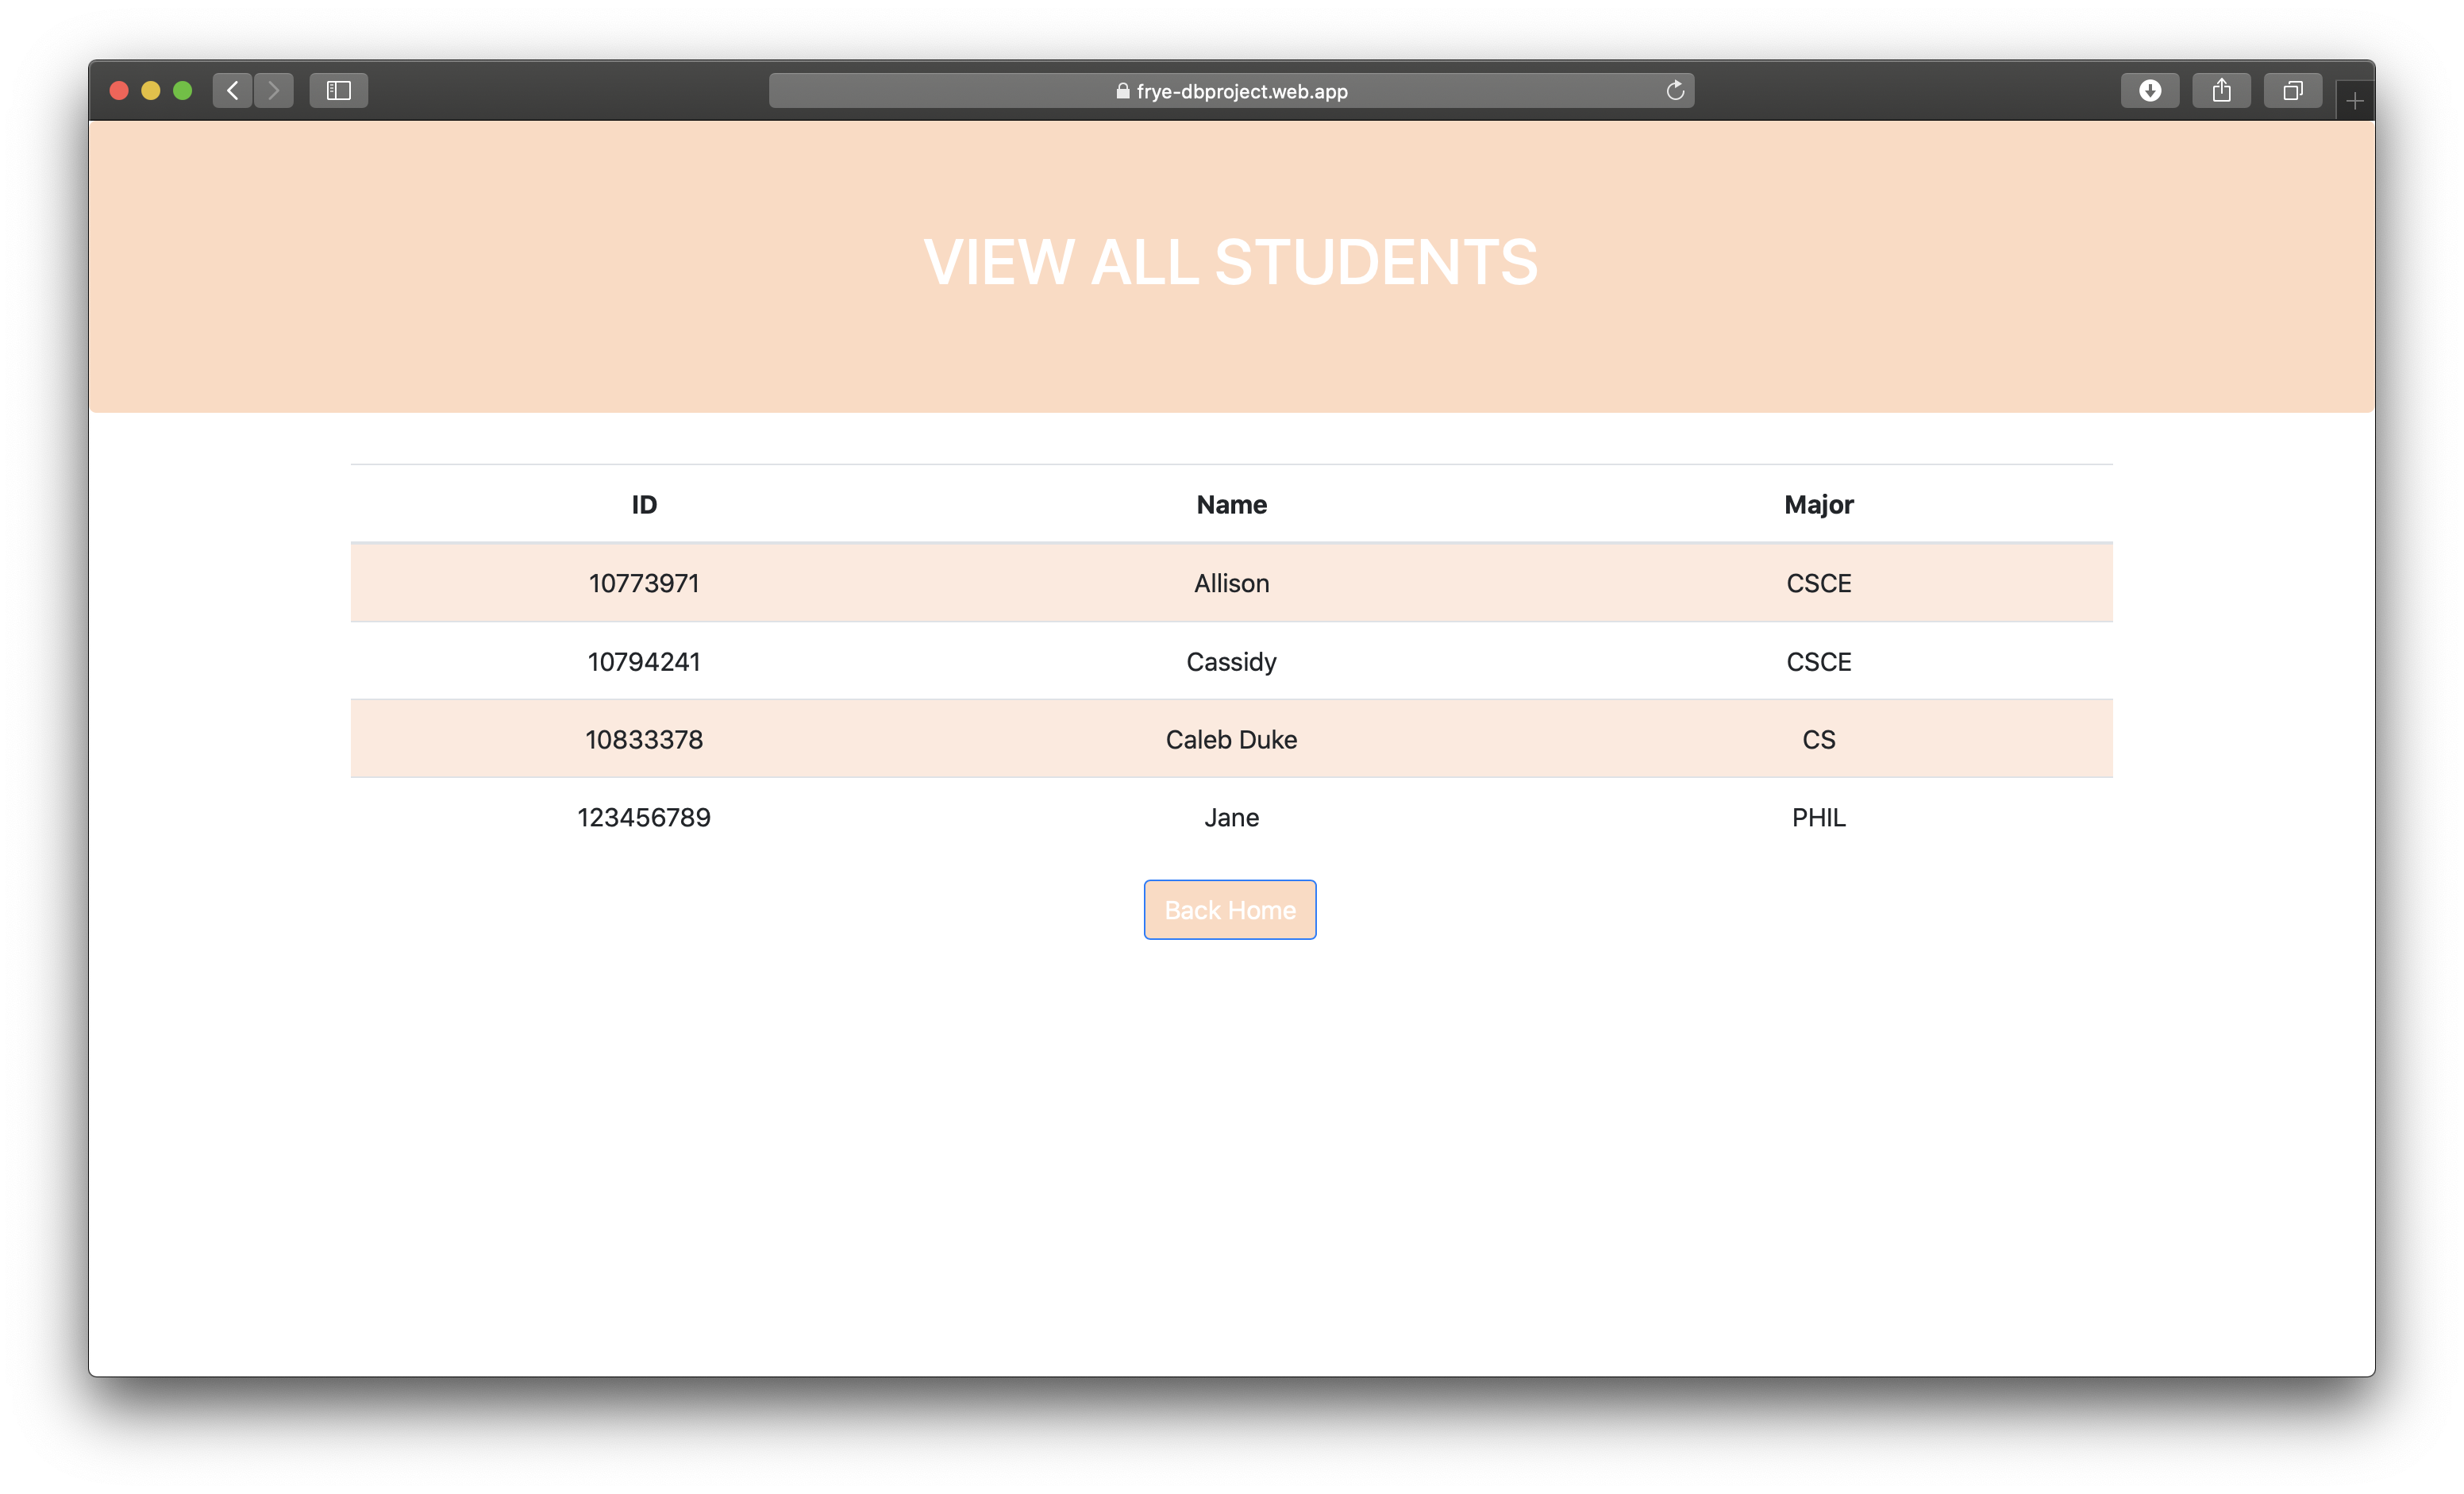 frye-dbproject.web.app
VIEW ALL STUDENTS
ID Name Major
10773971 Allison CSCE
10794241 Cassidy CSCE
10833378 Caleb Duke CS
123456789 Jane PHIL
Back Home